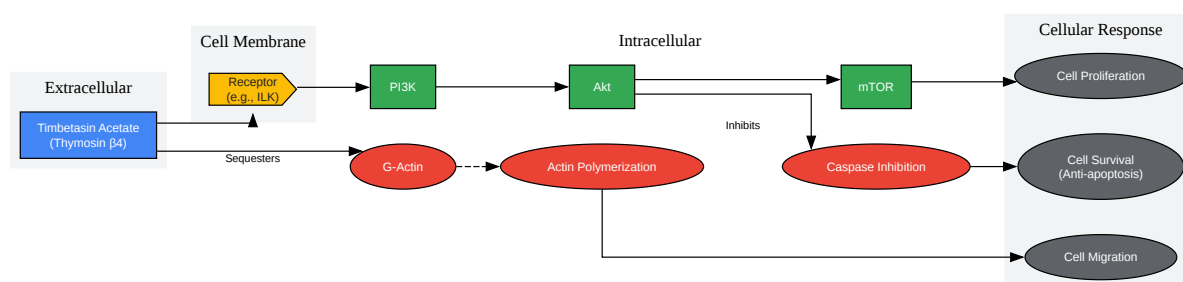 Extracellular
Timbetasin Acetate
(Thymosin β4)
Cell Membrane
Receptor
(e.g., ILK)
Sequesters
Intracellular
PI3K
Akt
mTOR
Inhibits
G-Actin
Actin Polymerization
Caspase Inhibition
Cellular Response
Cell Proliferation
Cell Survival
(Anti-apoptosis)
Cell Migration